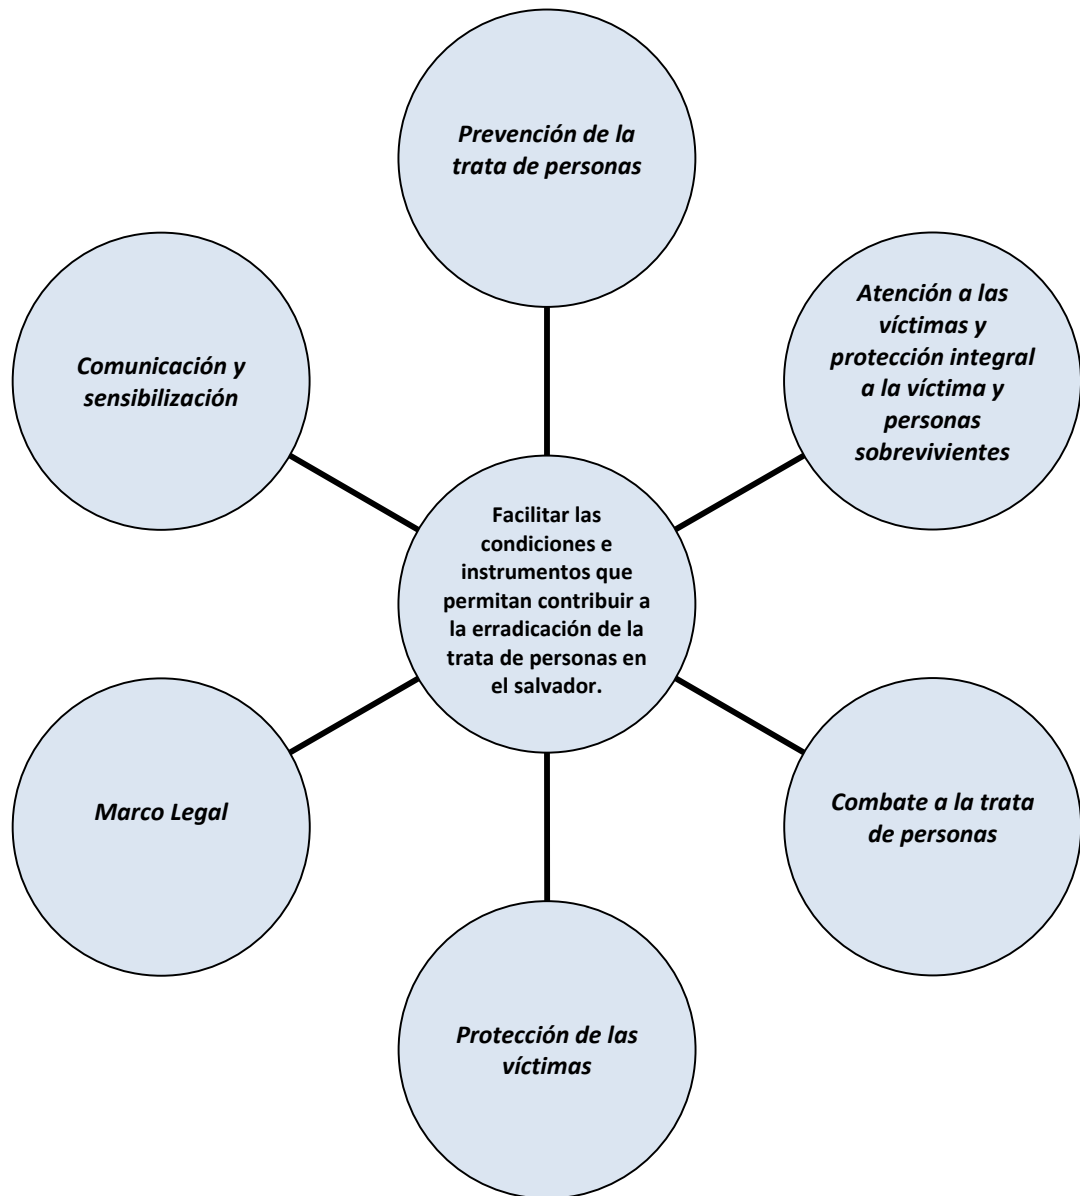 Prevención de la
trata de personas
Comunicación y
sensibilización
Atención a las
víctimas y
protección integral
a la víctima y
personas
sobrevivientes
Facilitar las
condiciones e
instrumentos que
permitan contribuir a
la erradicación de la
trata de personas en
el salvador.
Marco Legal
Combate a la trata
de personas
Protección de las
víctimas